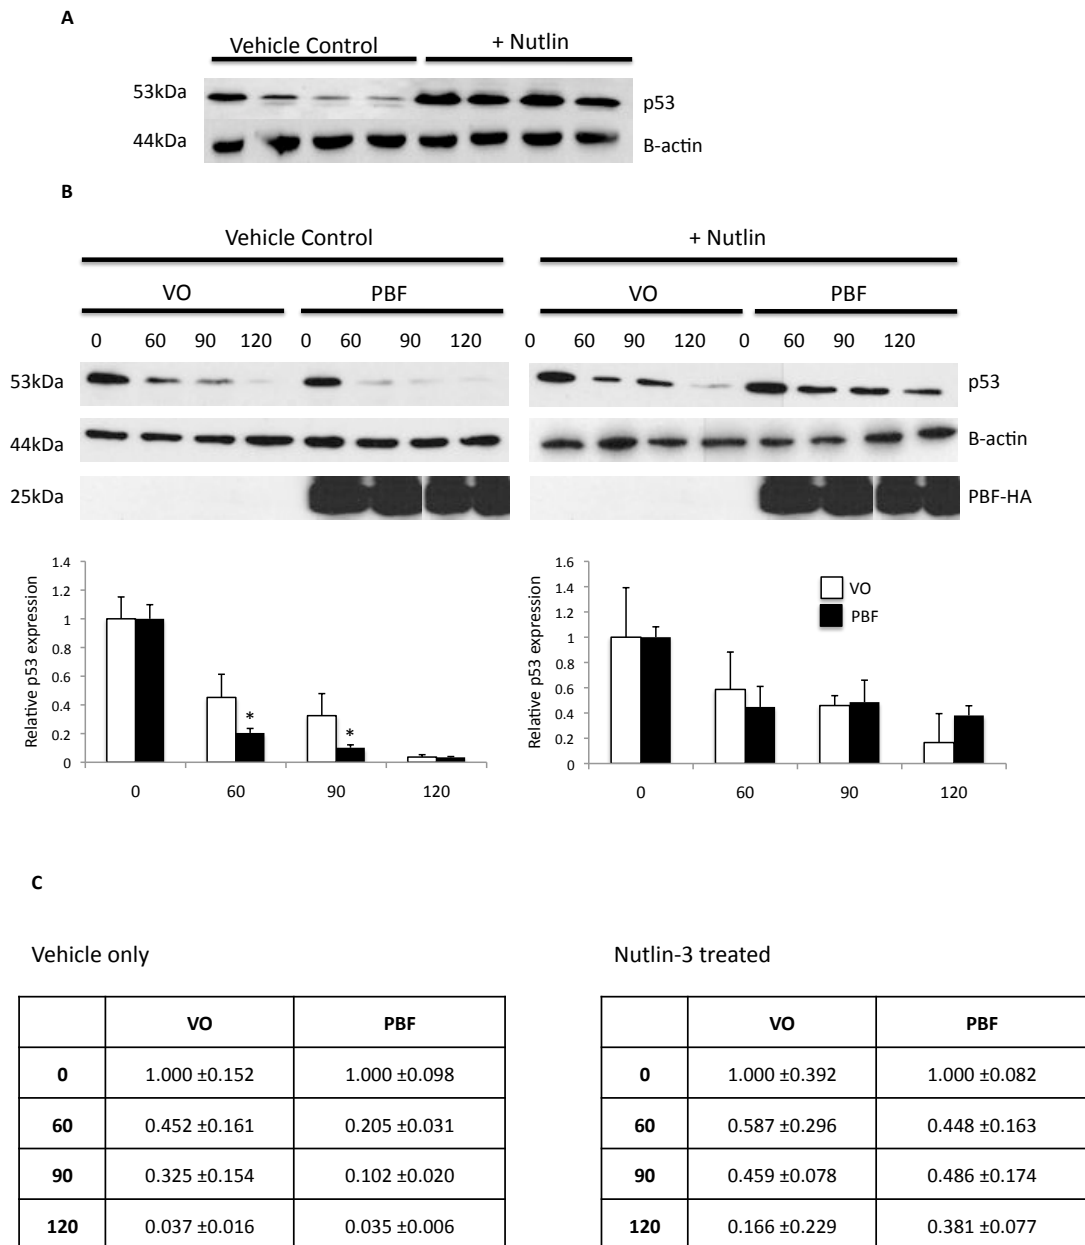 A
Vehicle Control
+ Nutlin
53kDa
p53
44kDa
B-actin
B
Vehicle Control
+ Nutlin
VO PBF VO PBF
0 60 90 120 0 60 90 120 0 60 90 120 0 60 90 120
53kDa
p53
44kDa
B-actin
25kDa
PBF-HA
Relative p53 expression
1.4
1.2
1
0.8
0.6
0.4
0.2
0
*
*
0 60 90 120
Relative p53 expression
1.6
1.4
1.2
1
0.8
0.6
0.4
0.2
0
VO
PBF
0 60 90 120
C
Vehicle only
VO PBF
0 1.000 ±0.152 1.000 ±0.098
60 0.452 ±0.161 0.205 ±0.031
90 0.325 ±0.154 0.102 ±0.020
120 0.037 ±0.016 0.035 ±0.006
Nutlin-3 treated
VO PBF
0 1.000 ±0.392 1.000 ±0.082
60 0.587 ±0.296 0.448 ±0.163
90 0.459 ±0.078 0.486 ±0.174
120 0.166 ±0.229 0.381 ±0.077